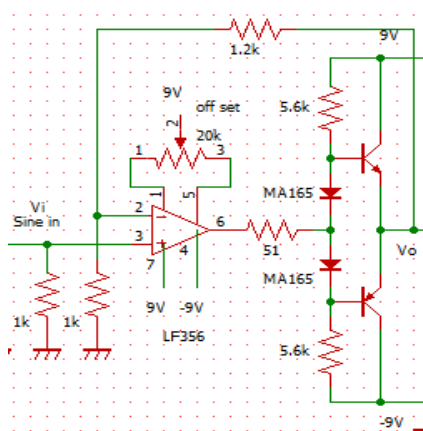 9V
1.2k
5.6k
9V
off set
2
20k
1
3
MA165
Vi
Sine in
1
5
2
6
3
51
Vo
7
4
MA165
1k
1k
9V
-9V
5.6k
LF356
-9V